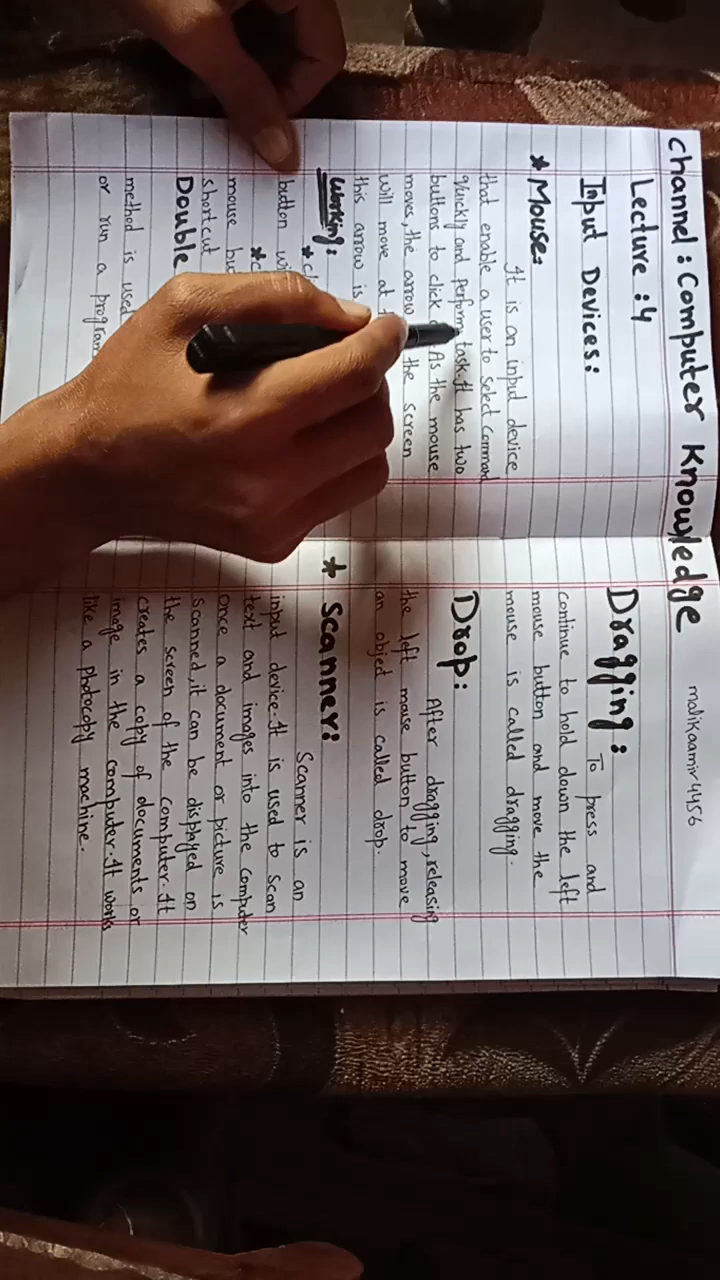 Channel : Computer Knowledge
malikaamir4456
Lecture : 4
Input Devices:
* Mouse:
It is an input device
that enable a user to select command
quickly and perform task. It has two
buttons to click. As the mouse
moves, the arrow the screen
will move at
this arrow is
Working:
button
mouse
shortcut
Double
method is used
or run a program
Dragging:
To press and
continue to hold down the left
mouse button and move the
mouse is called dragging.
Drop:
After dragging, releasing
the left mouse button to move
an object is called drop.
* Scanner:
Scanner is an
input device. It is used to scan
text and images into the computer
once a document or picture is
scanned, it can be displayed on
the screen of the computer. It
creates a copy of documents or
image in the computer. It works
like a photocopy machine.